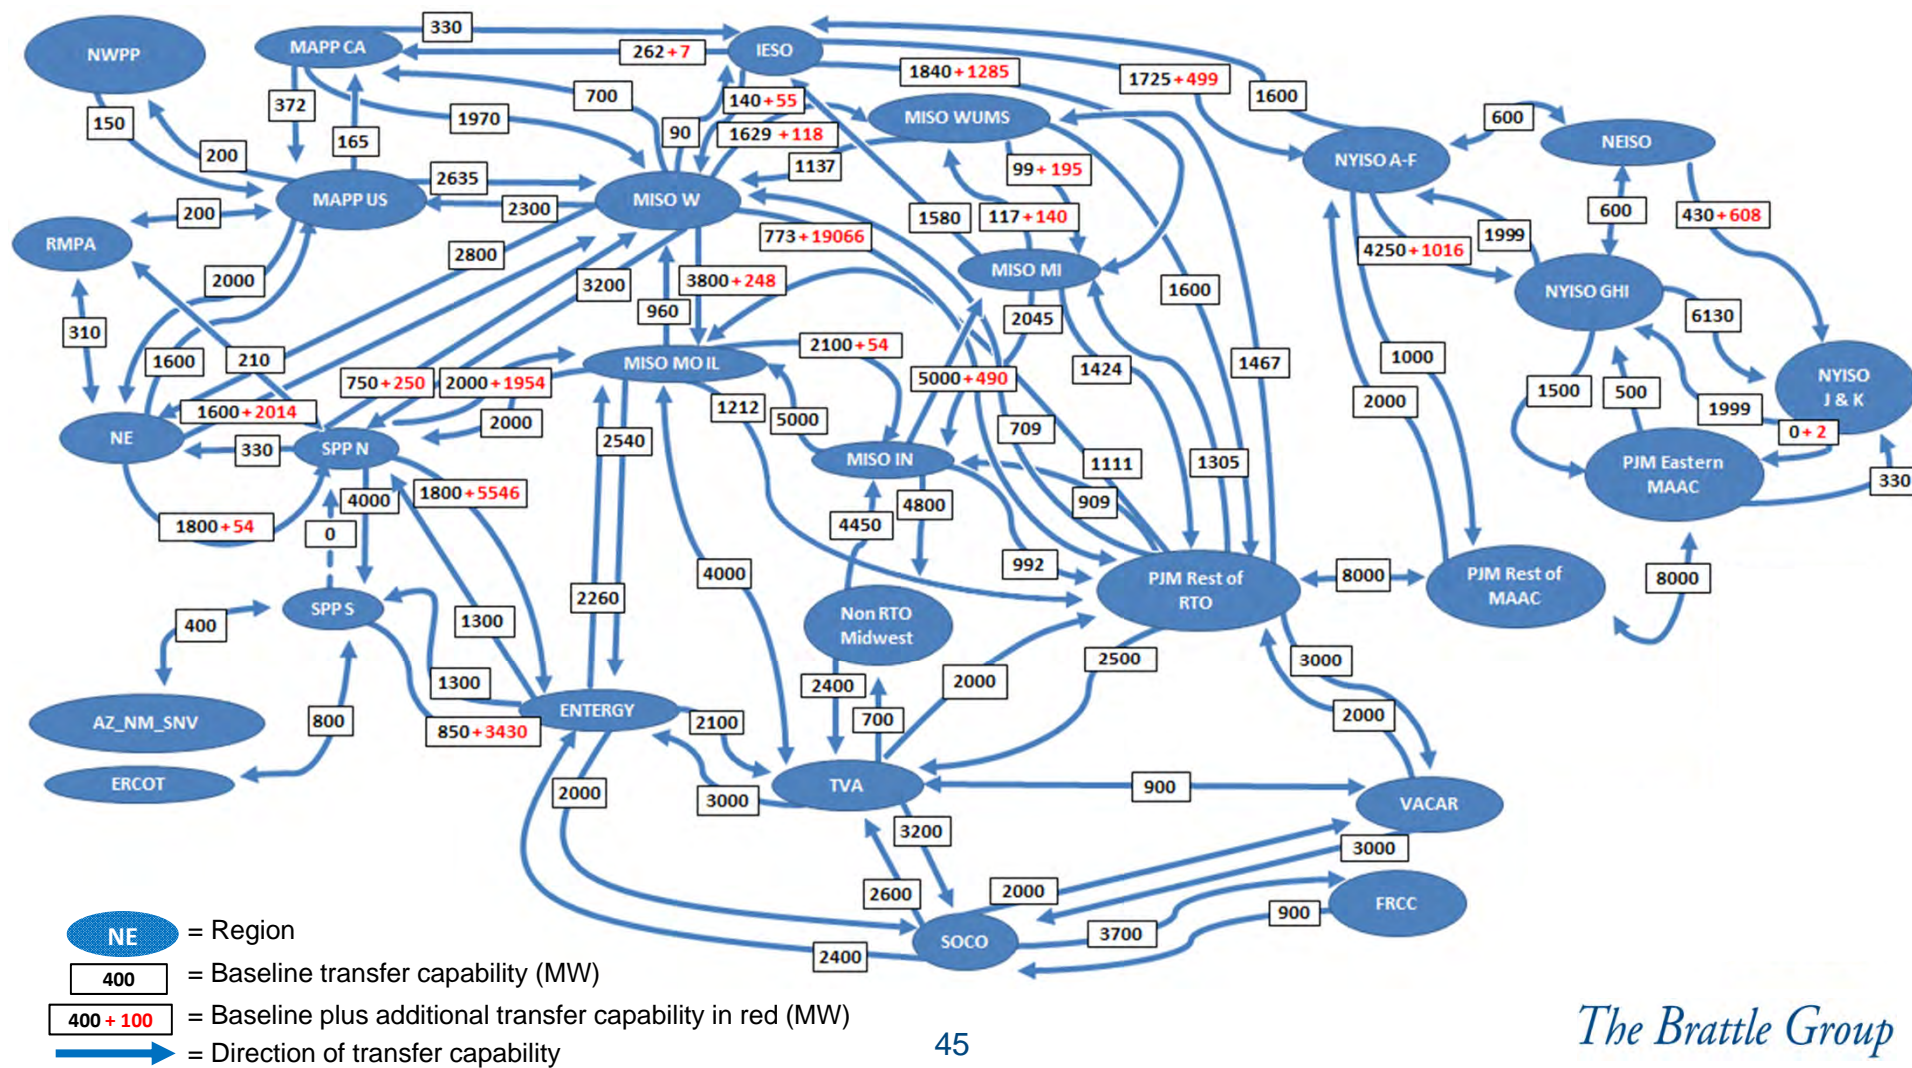 330
NWPP
MAPP CA
262 +7
IESO
1840 +1285
1725 +499
1600
372
700
140 + 55
150
1970
90
1629 +118
MISO WUMS
600
NEISO
165
200
1137
99 + 195
NYISO A-F
MAPP US
2635
2300
MISO W
200
RMPA
1580
117 + 140
600
430 + 608
773 + 19066
4250 + 1016
1999
2800
2000
3200
3800 + 248
MISO MI
1600
NYISO GHI
310
960
2045
6130
1600
210
MISO MO IL
2100 + 54
1424
1467
1000
750 + 250
2000 + 1954
5000 + 490
2000
1500
500
1999
NYISO
J & K
1600 + 2014
2000
1212
5000
709
0 + 2
NE
330
SPP N
2540
MISO IN
1111
1305
PJM Eastern
MAAC
330
4000
1800 + 5546
4800
909
1800 + 54
0
4450
992
4000
PJM Rest of
RTO
8000
PJM Rest of
MAAC
8000
2260
SPP S
1300
Non RTO
Midwest
400
2500
3000
1300
2400
2000
AZ_NM_SNV
800
850 + 3430
ENTERGY
2100
700
2000
ERCOT
2000
3000
TVA
900
VACAR
3200
3000
2600
2000
FRCC
900
3700
2400
SOCO
NE
= Region
400
= Baseline transfer capability (MW)
400 + 100
= Baseline plus additional transfer capability in red (MW)
= Direction of transfer capability
45
The Brattle Group